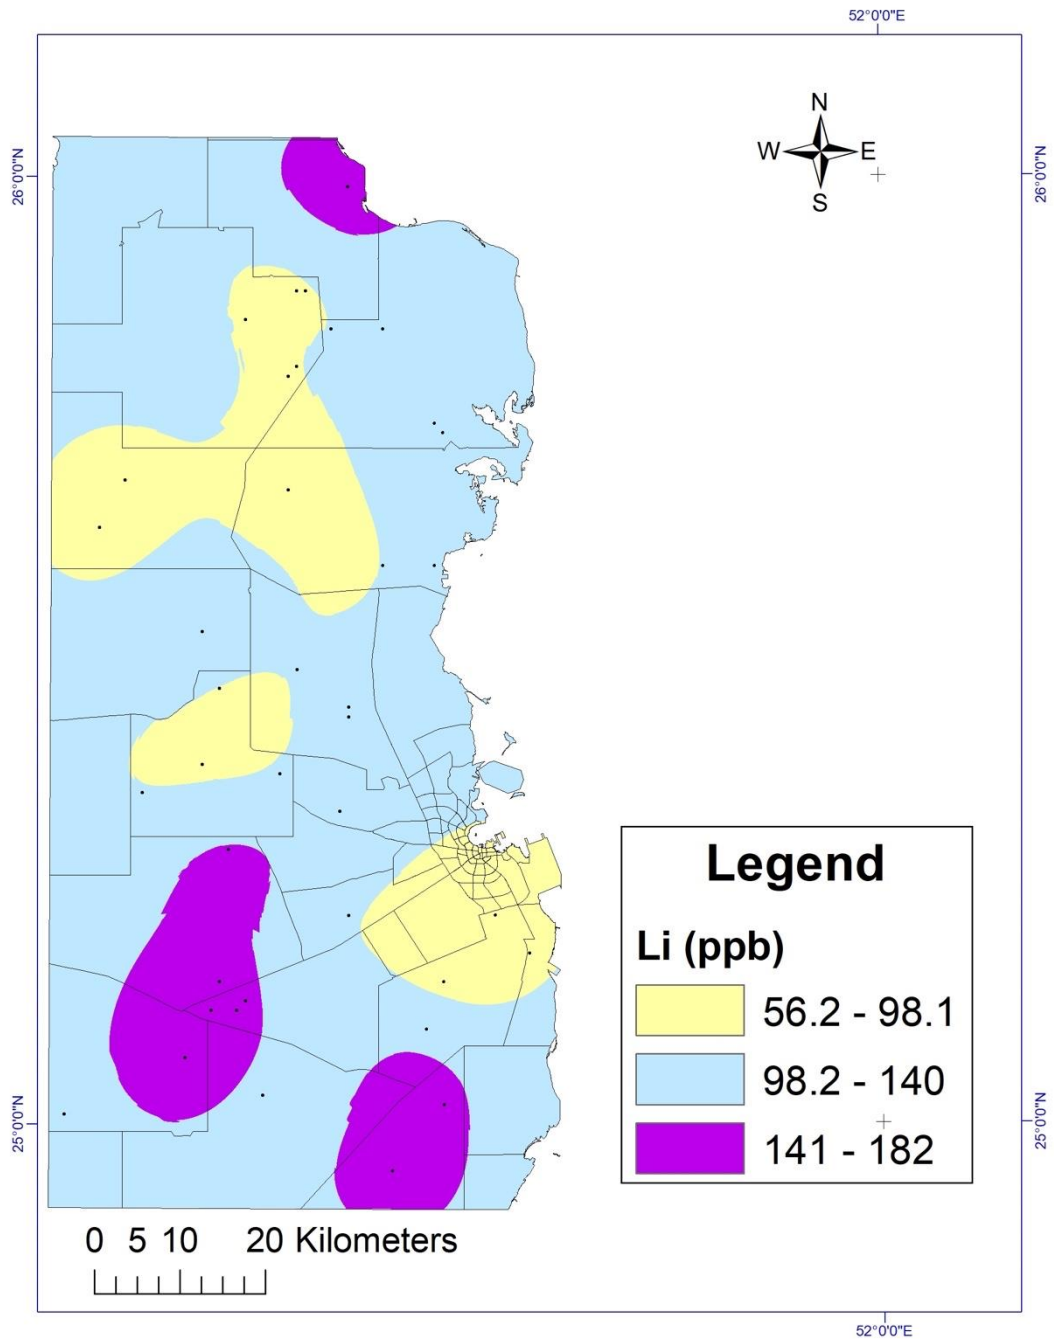 52°0'0"E
N
W E
S
26°0'0"N
26°0'0"N
Legend
Li (ppb)
56.2 - 98.1
98.2 - 140
141 - 182
25°0'0"N
25°0'0"N
0 5 10 20 Kilometers
52°0'0"E